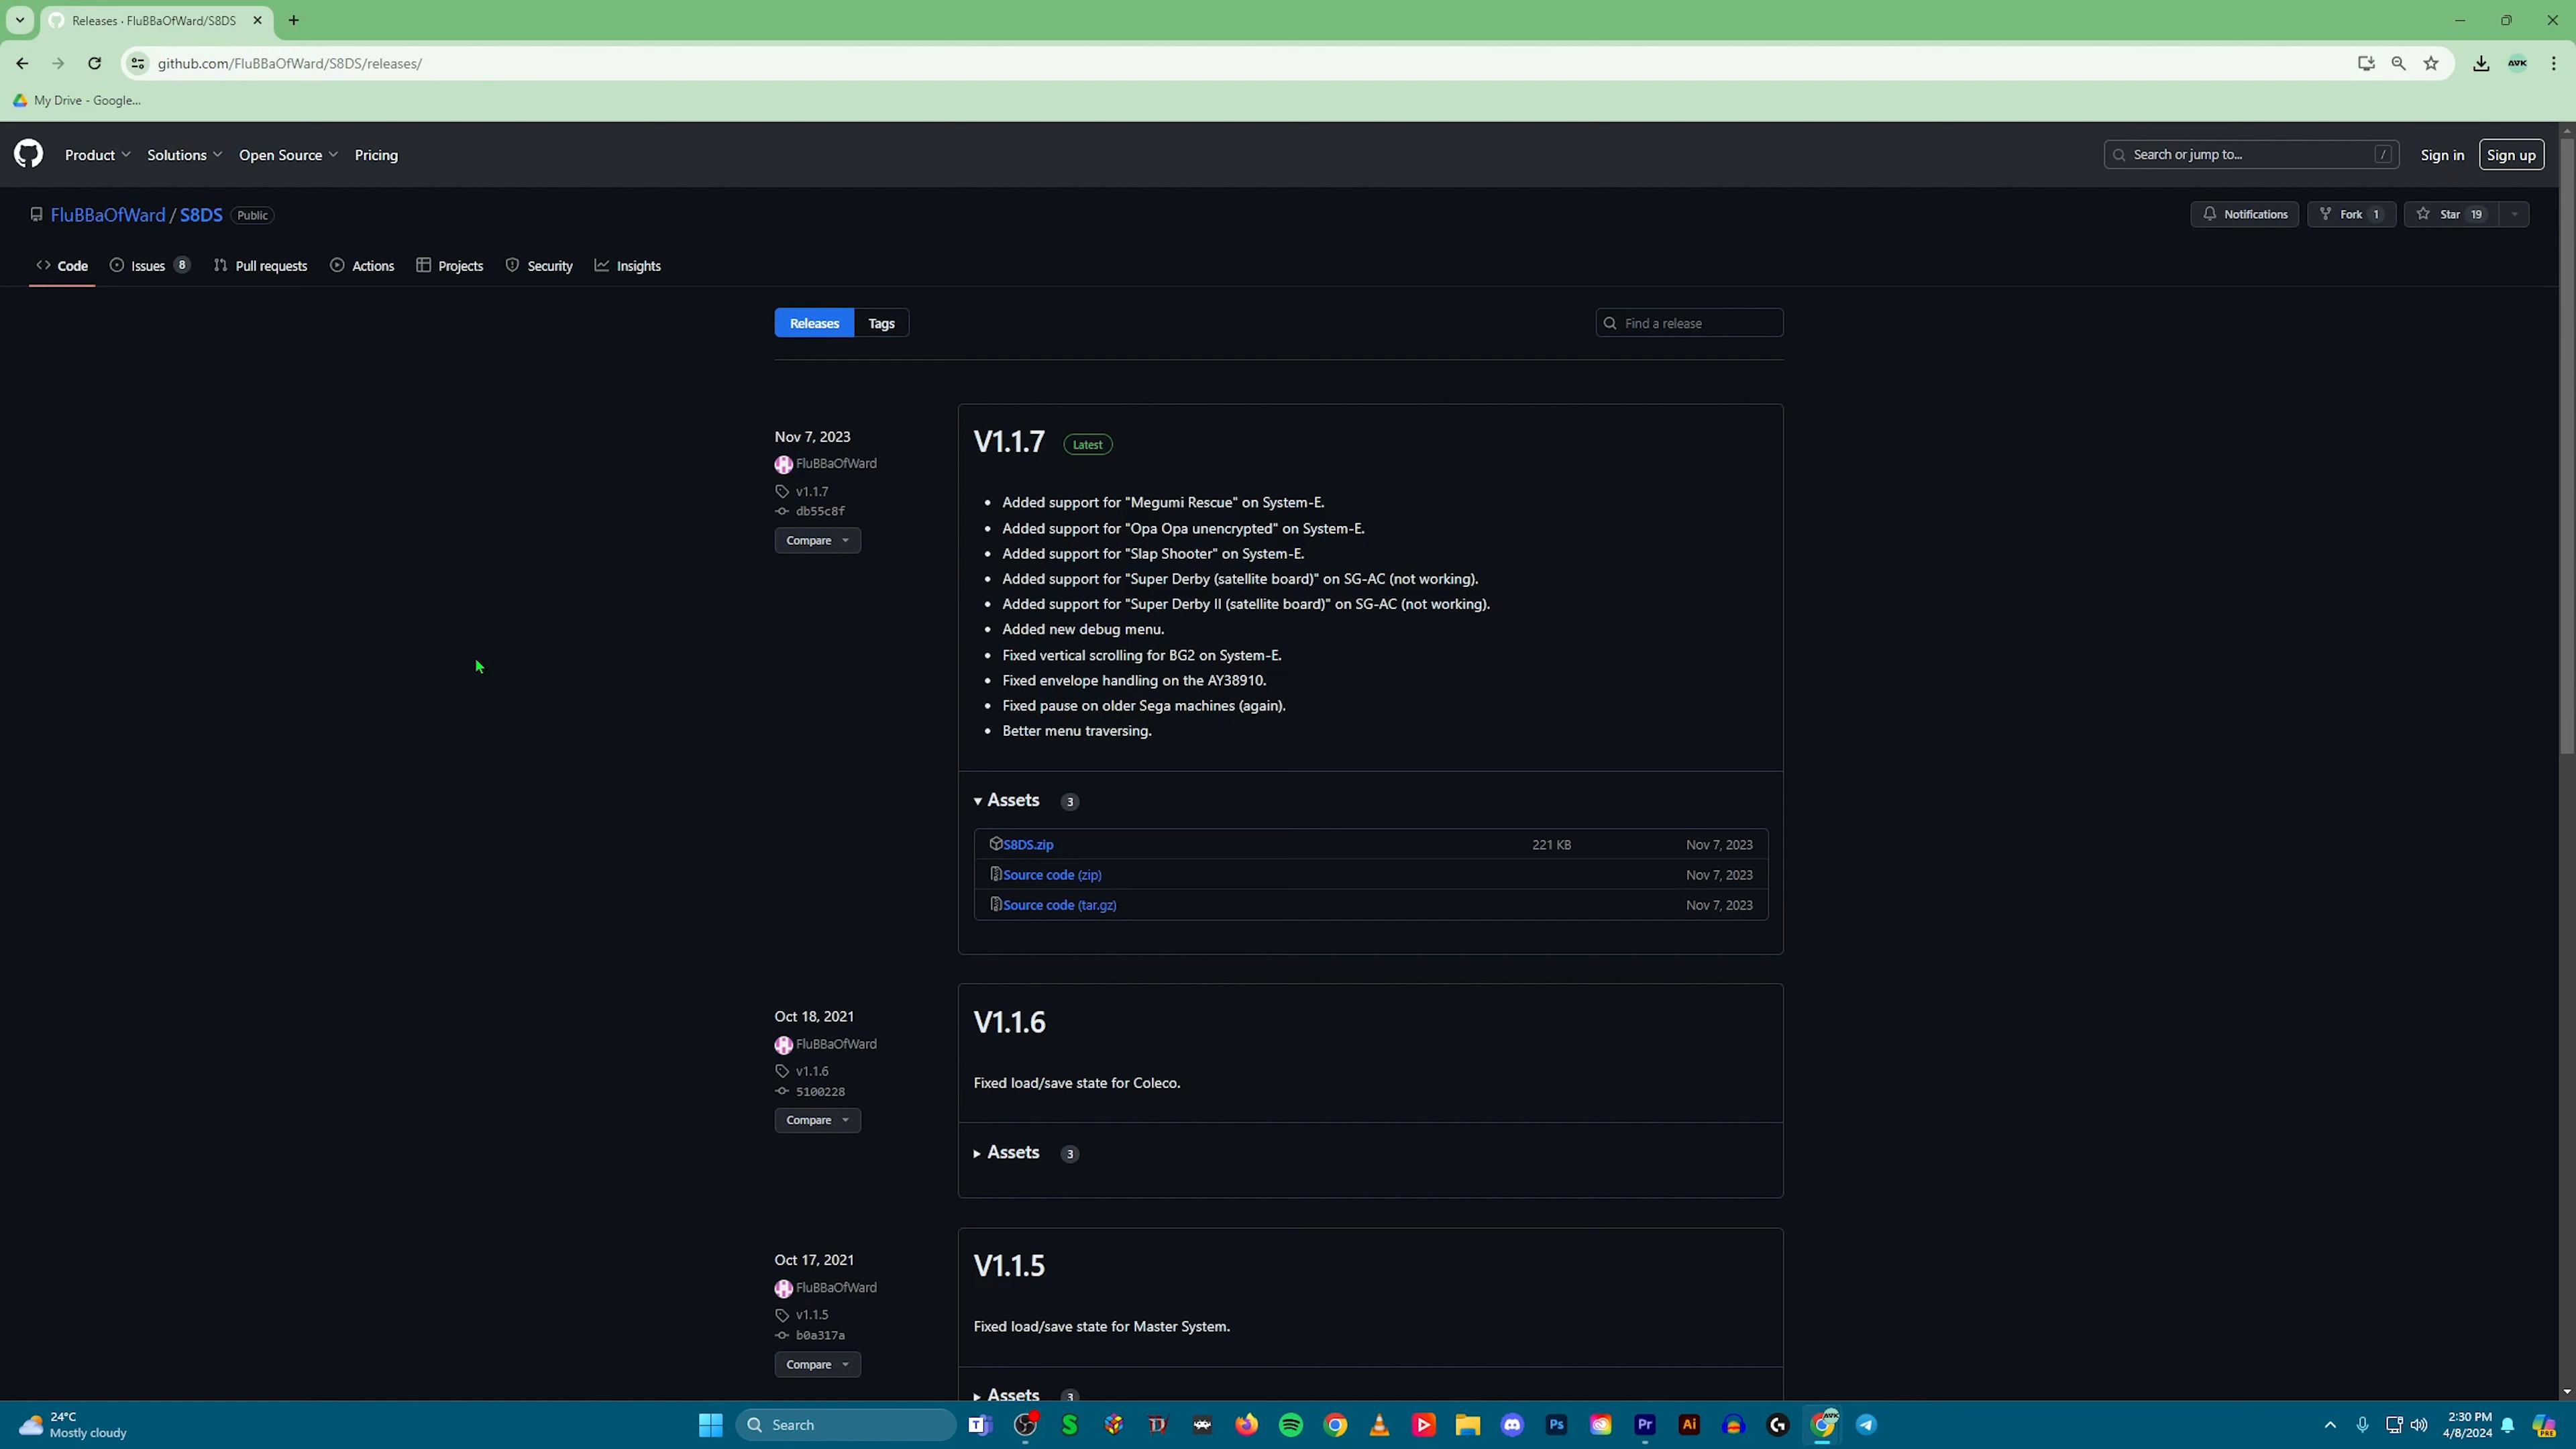 Releases · FluBBaOfWard/S8DS
github.com/FluBBaOfWard/S8DS/releases/
AVK
My Drive - Google...
Product Solutions Open Source Pricing
Search or jump to... /
Sign in Sign up
FluBBaOfWard / S8DS Public
Notifications Fork 1 Star 19
Code Issues 8 Pull requests Actions Projects Security Insights
Releases Tags
Find a release
Nov 7, 2023
FluBBaOfWard
v1.1.7
db55c8f
Compare
V1.1.7 Latest
• Added support for "Megumi Rescue" on System-E.
• Added support for "Opa Opa unencrypted" on System-E.
• Added support for "Slap Shooter" on System-E.
• Added support for "Super Derby (satellite board)" on SG-AC (not working).
• Added support for "Super Derby II (satellite board)" on SG-AC (not working).
• Added new debug menu.
• Fixed vertical scrolling for BG2 on System-E.
• Fixed envelope handling on the AY38910.
• Fixed pause on older Sega machines (again).
• Better menu traversing.
Assets 3
S8DS.zip 221 KB Nov 7, 2023
Source code (zip) Nov 7, 2023
Source code (tar.gz) Nov 7, 2023
Oct 18, 2021
FluBBaOfWard
v1.1.6
5100228
Compare
V1.1.6
Fixed load/save state for Coleco.
Assets 3
Oct 17, 2021
FluBBaOfWard
v1.1.5
b0a317a
Compare
V1.1.5
Fixed load/save state for Master System.
Assets 3
24°C
Mostly cloudy
Search
Ps
Pr
Ai
AVK
2:30 PM
4/8/2024
PRE